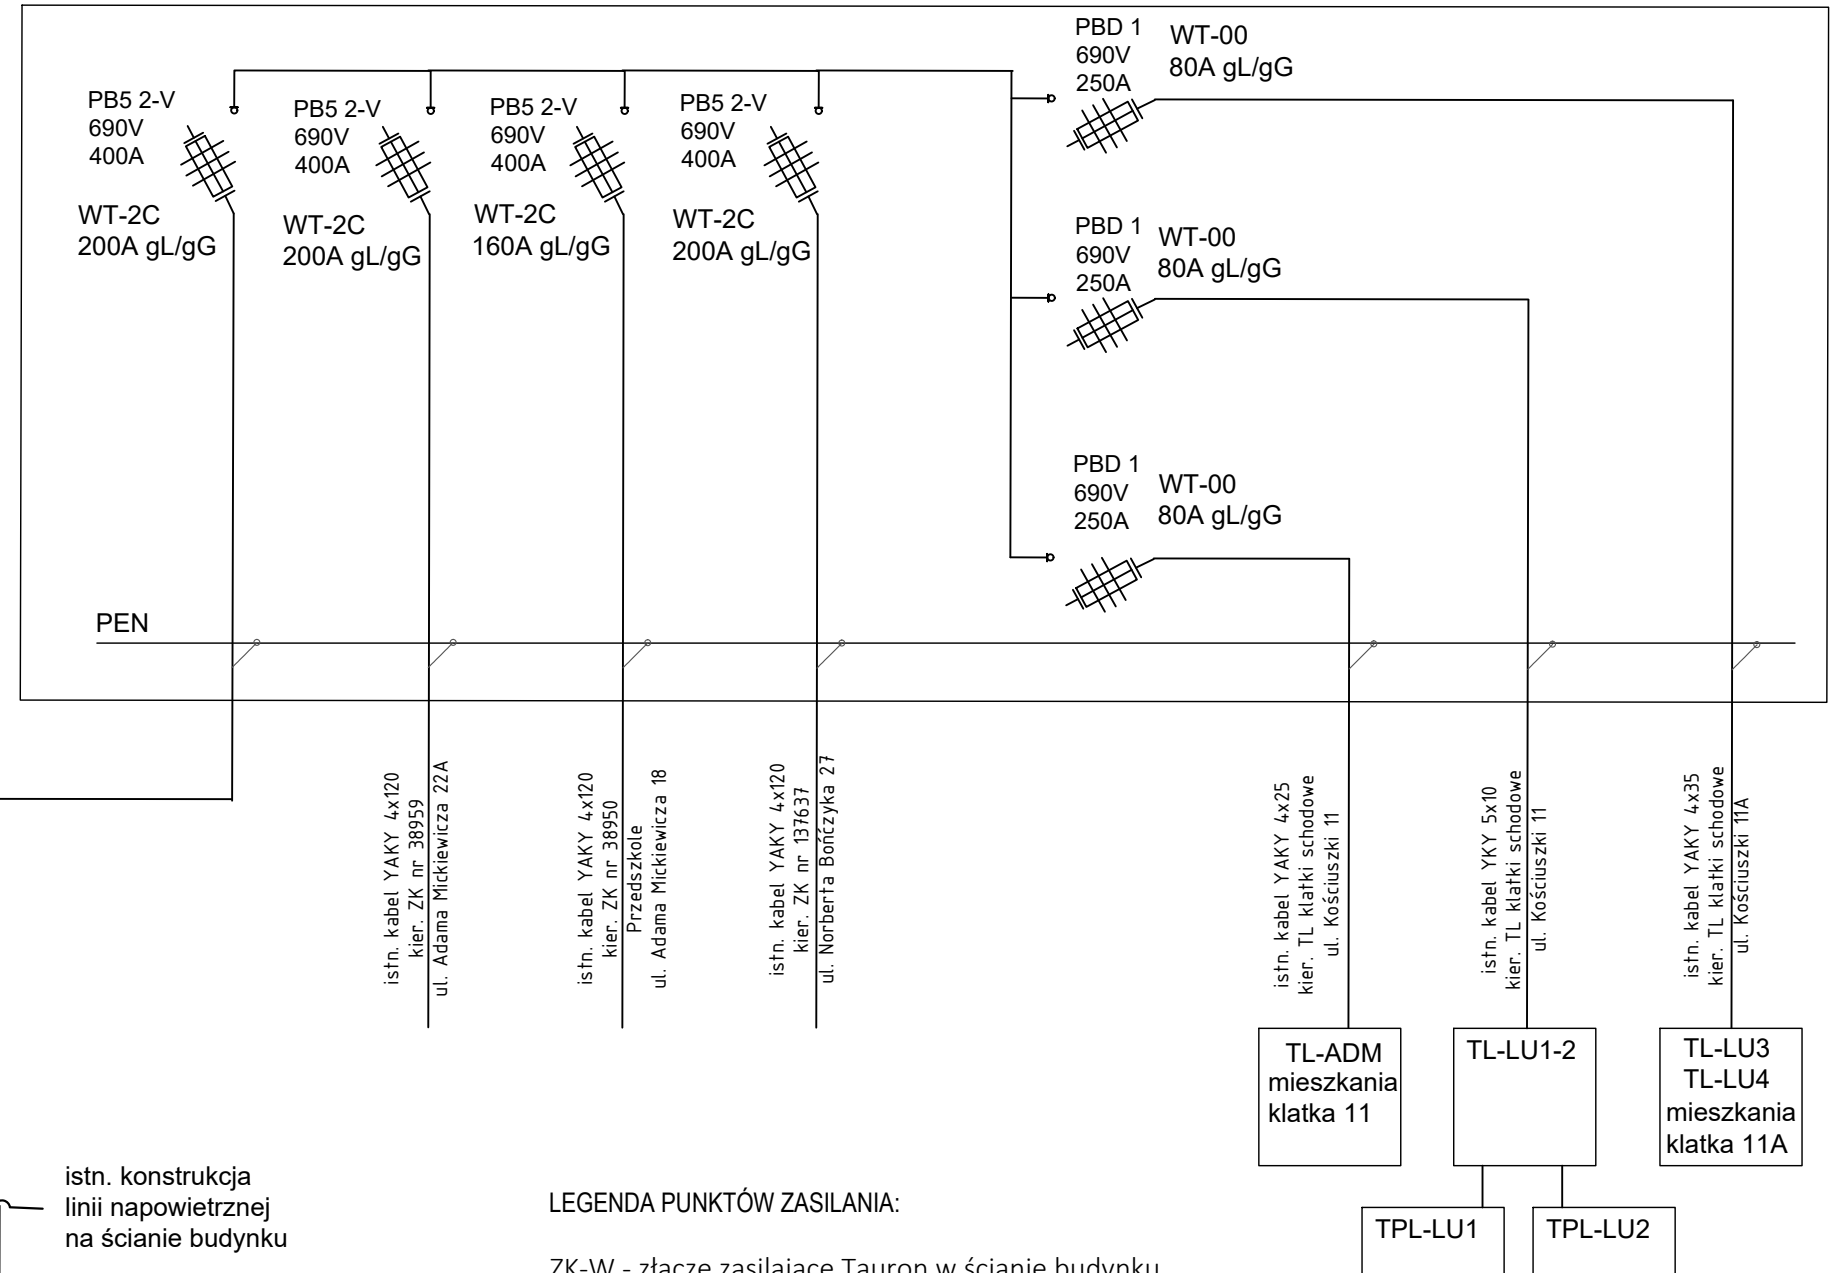 PB5 2-V
690V
400A
WT-2C
200A gL/gG
PB5 2-V
690V
400A
WT-2C
200A gL/gG
PB5 2-V
690V
400A
WT-2C
160A gL/gG
PB5 2-V
690V
400A
WT-2C
200A gL/gG
PBD 1
690V
250A
WT-00
80A gL/gG
PBD 1
690V
250A
WT-00
80A gL/gG
PBD 1
690V
250A
WT-00
80A gL/gG
PEN
istn. kabel YAKY 4x120
kier. ZK nr 38959
ul. Adama Mickiewicza 22A
istn. kabel YAKY 4x120
kier. ZK nr 38950
Przedszkole
ul. Adama Mickiewicza 18
istn. kabel YAKY 4x120
kier. ZK nr 137637
ul. Norberta Bończyka 27
istn. kabel YAKY 4x25
kier. TL klatki schodowe
ul. Kościuszki 11
istn. kabel YKY 5x10
kier. TL klatki schodowe
ul. Kościuszki 11
istn. kabel YAKY 4x35
kier. TL klatki schodowe
ul. Kościuszki 11A
TL-ADM
mieszkania
klatka 11
TL-LU1-2
TL-LU3
TL-LU4
mieszkania
klatka 11A
TPL-LU1
TPL-LU2
istn. konstrukcja
linii napowietrznej
na ścianie budynku
LEGENDA PUNKTÓW ZASILANIA:
ZK-W - złącze zasilające Tauron w ścianie budynku